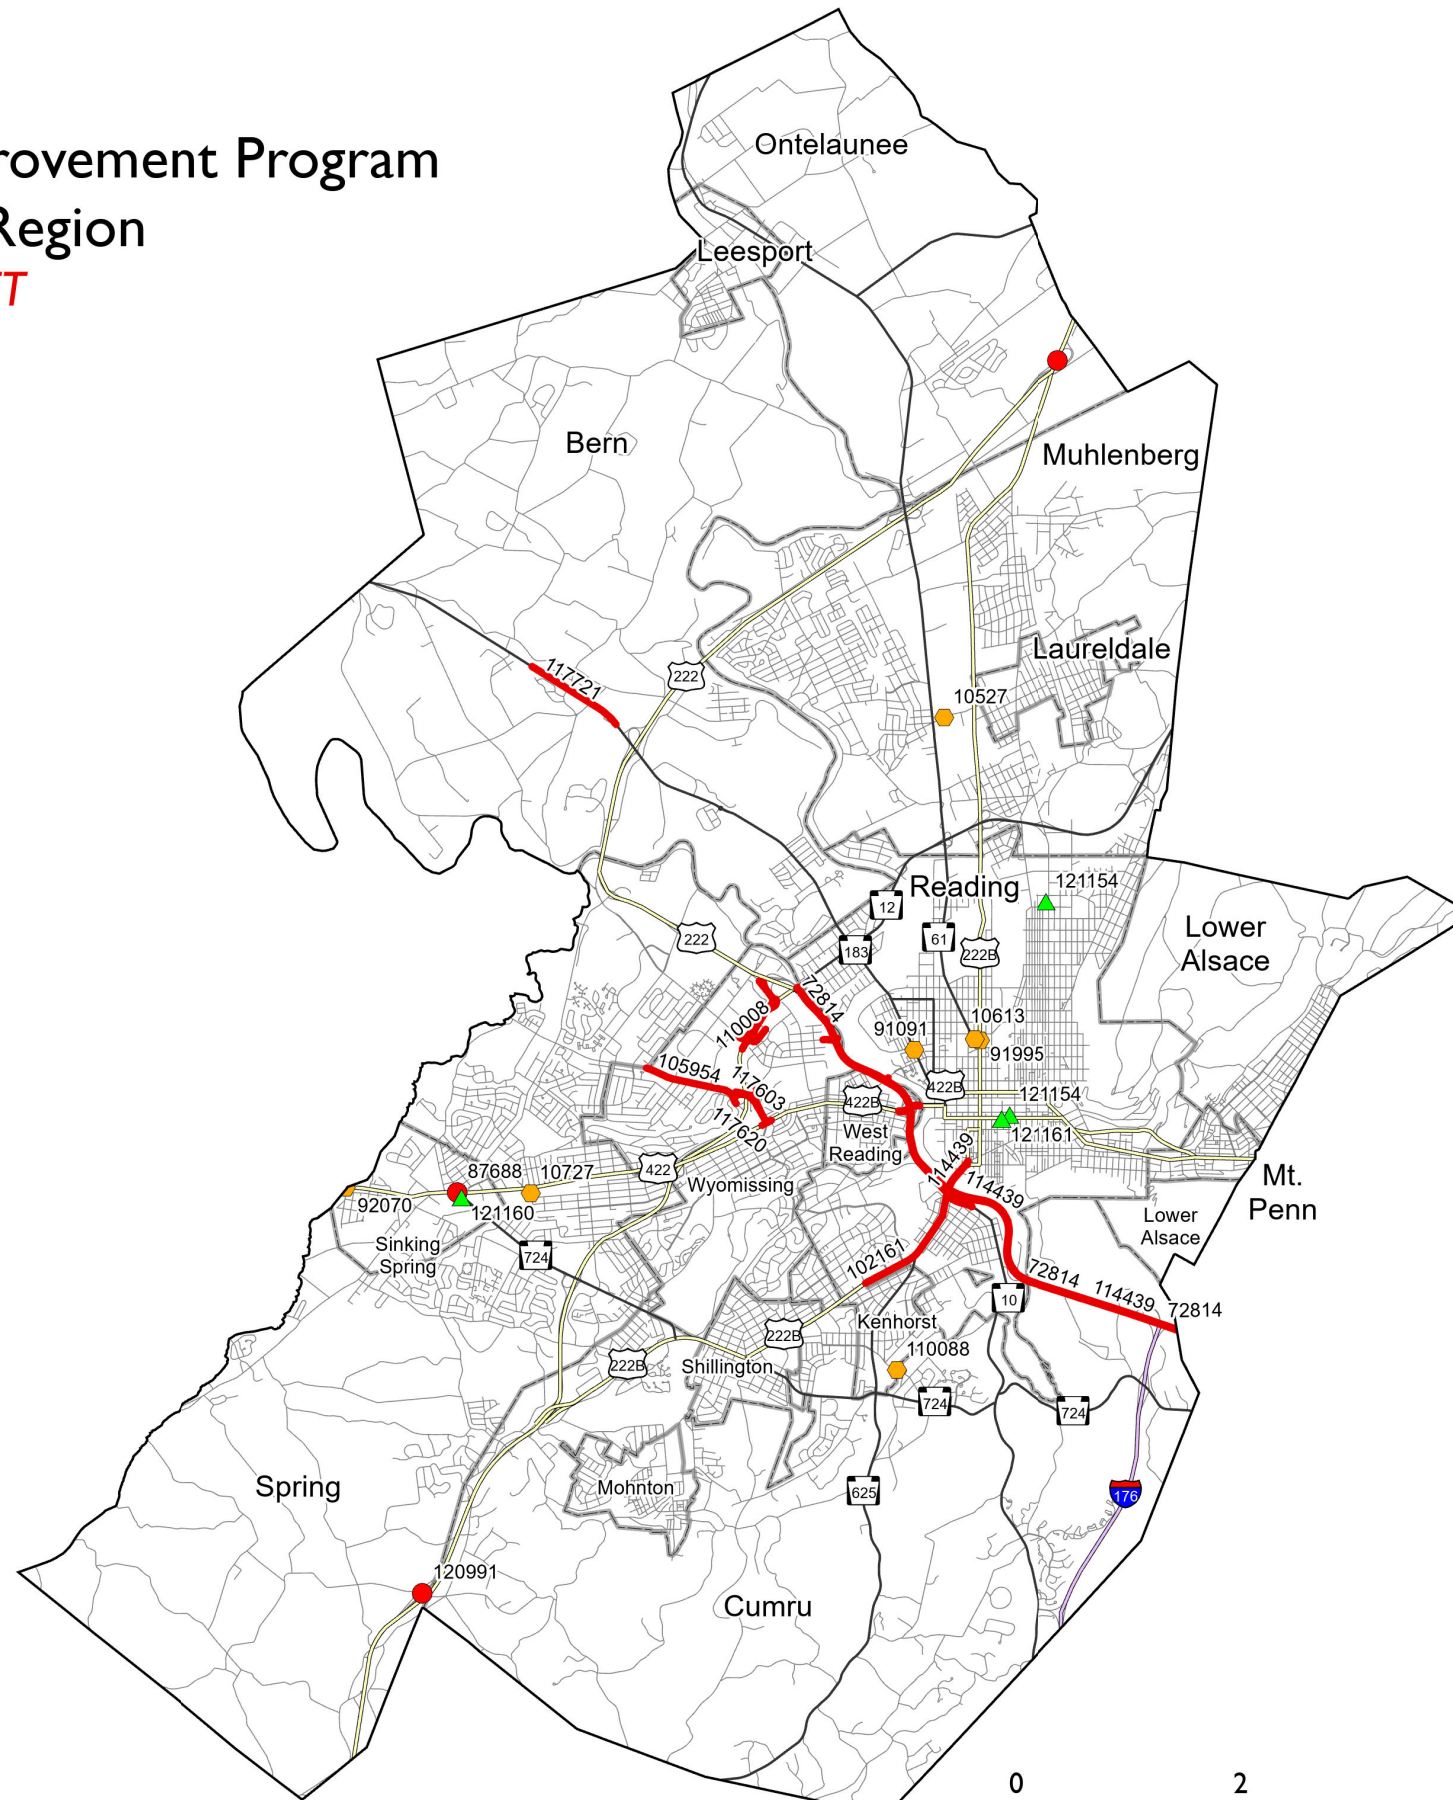 rovement Program
Region
FT
Ontelaunee
Leesport
Bern
Muhlenberg
Laureldale
117721
222
10527
Reading
121154
12
Lower
Alsace
222
183
61
222B
72814
110008
10613
91091
91995
105954
117603
422B
422B
121154
117620
West
Reading
121161
114439
87688
10727
422
Wyomissing
114439
Mt.
Penn
92070
121160
Lower
Alsace
Sinking
Spring
724
102161
72814
114439
72814
10
Kenhorst
222B
110088
222B
Shillington
724
724
Spring
Mohnton
625
176
120991
Cumru
0
2